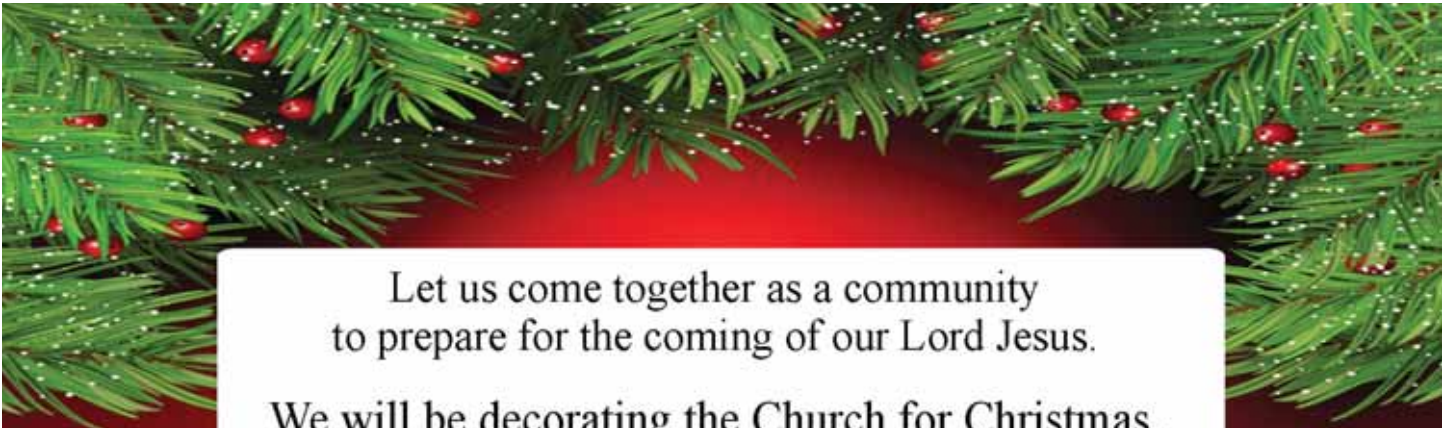 Let us come together as a community
to prepare for the coming of our Lord Jesus.
We will be decorating the Church for Christmas